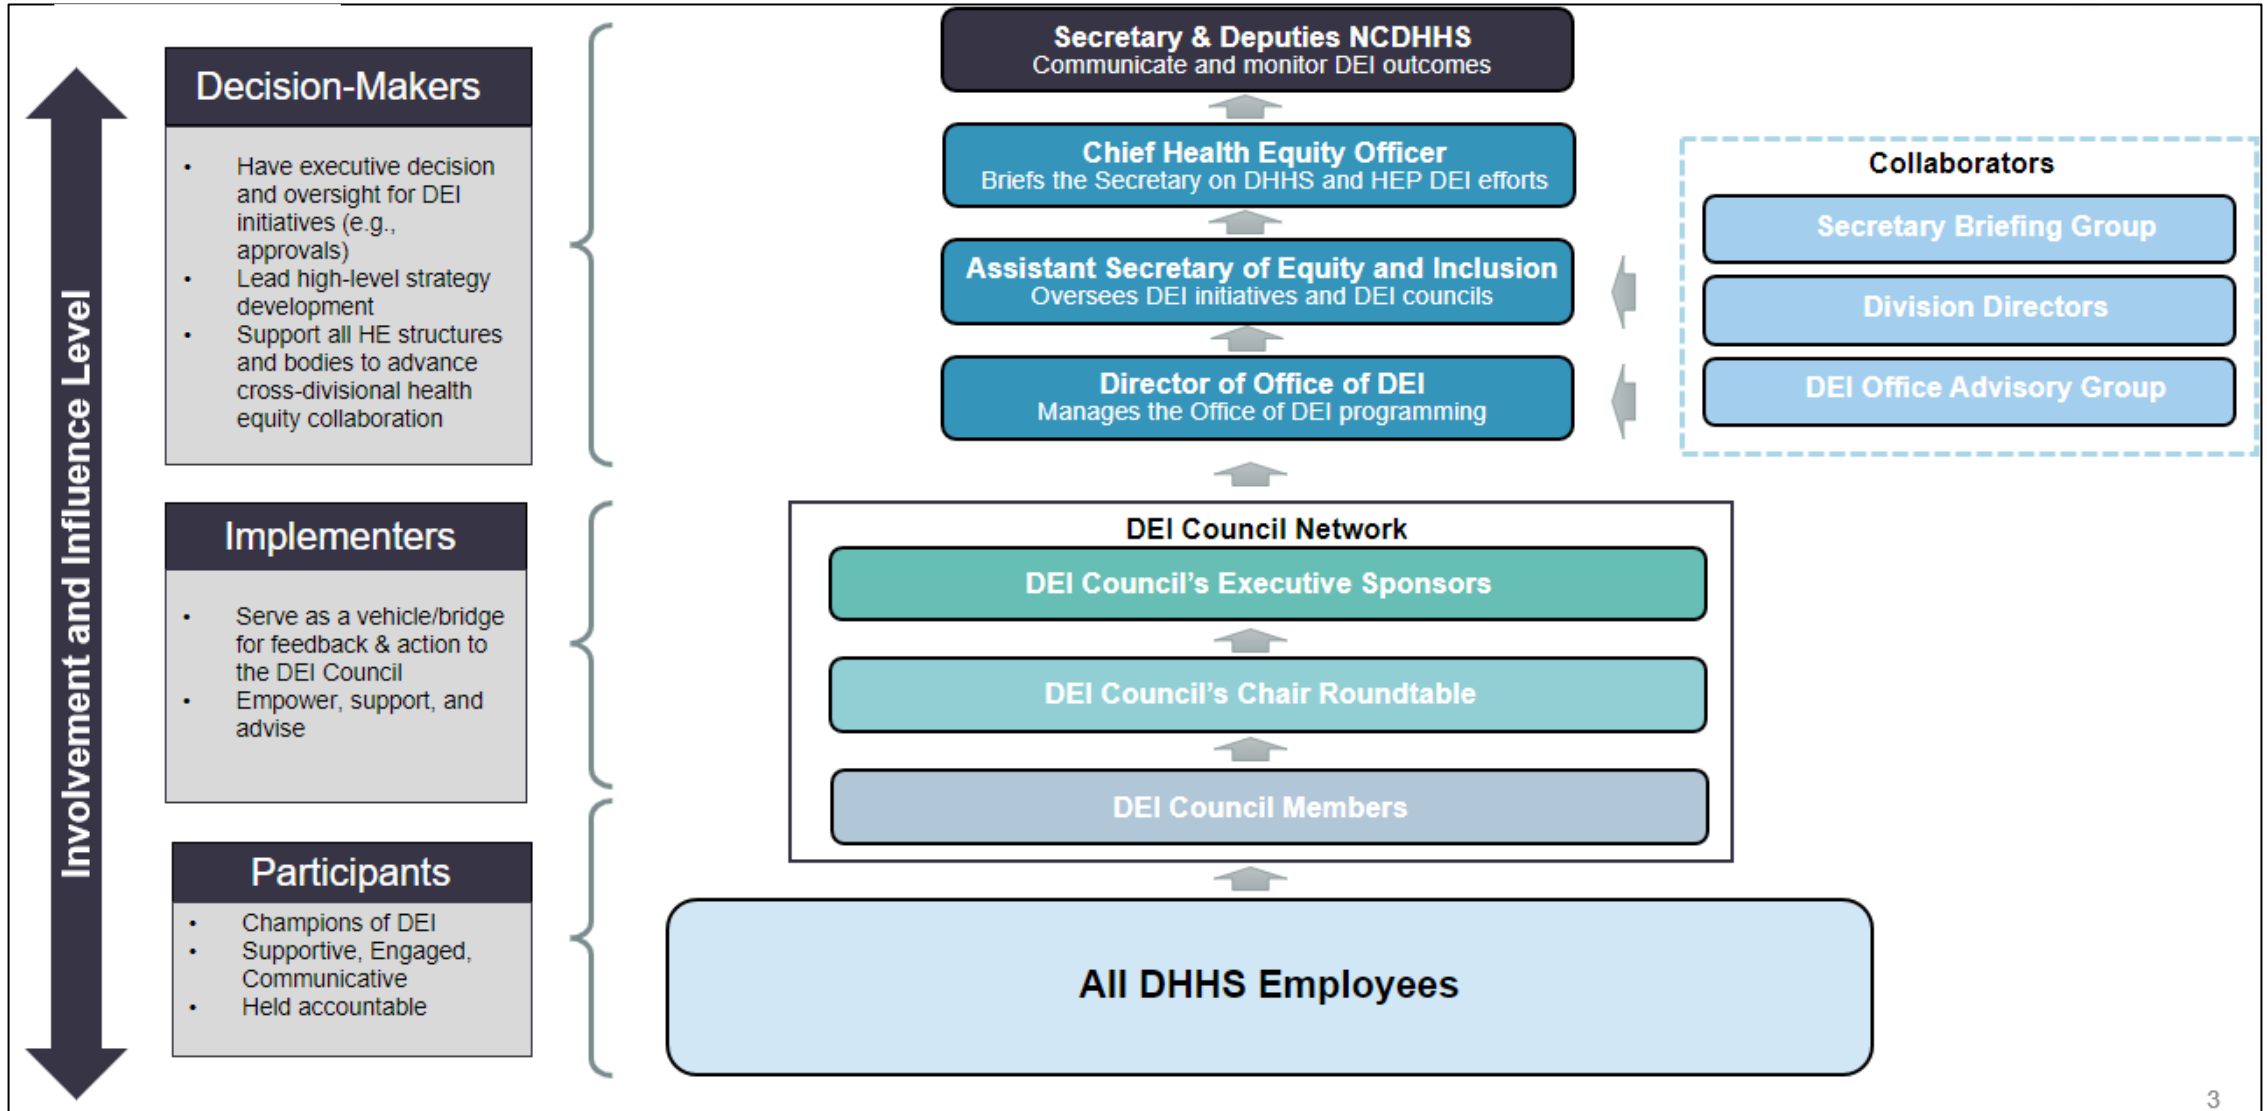 Involvement and Influence Level
Decision-Makers
• Have executive decision
and oversight for DEI
initiatives (e.g.,
approvals)
• Lead high-level strategy
development
• Support all HE structures
and bodies to advance
cross-divisional health
equity collaboration
Implementers
• Serve as a vehicle/bridge
for feedback & action to
the DEI Council
• Empower, support, and
advise
Participants
• Champions of DEI
• Supportive, Engaged,
Communicative
• Held accountable
Secretary & Deputies NCDHHS
Communicate and monitor DEI outcomes
Chief Health Equity Officer
Briefs the Secretary on DHHS and HEP DEI efforts
Assistant Secretary of Equity and Inclusion
Oversees DEI initiatives and DEI councils
Director of Office of DEI
Manages the Office of DEI programming
Collaborators
Secretary Briefing Group
Division Directors
DEI Office Advisory Group
DEI Council Network
DEI Council’s Executive Sponsors
DEI Council’s Chair Roundtable
DEI Council Members
All DHHS Employees
3